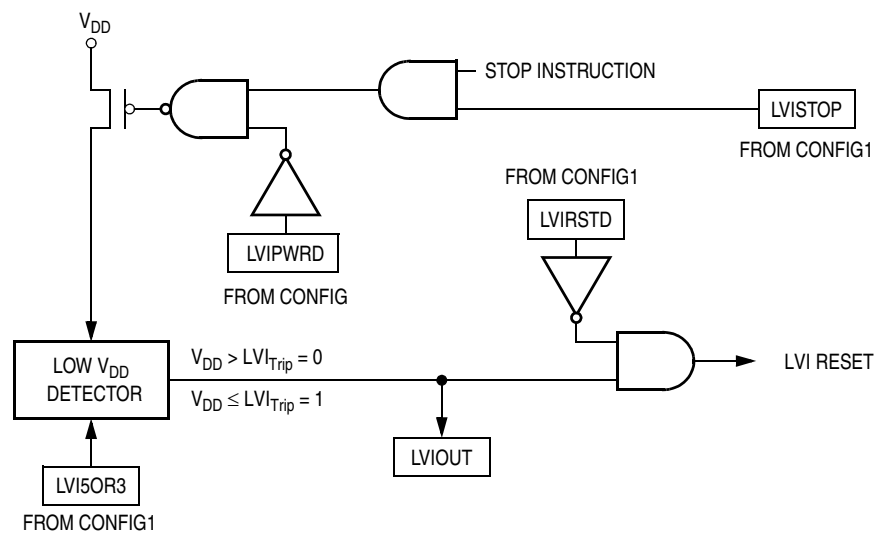 VDD
STOP INSTRUCTION
LVISTOP
FROM CONFIG1
FROM CONFIG1
LVIRSTD
LVIPWRD
FROM CONFIG
LOW VDD
DETECTOR
VDD > LVITrip = 0
VDD ≤ LVITrip = 1
LVI RESET
LVIOUT
LVI5OR3
FROM CONFIG1